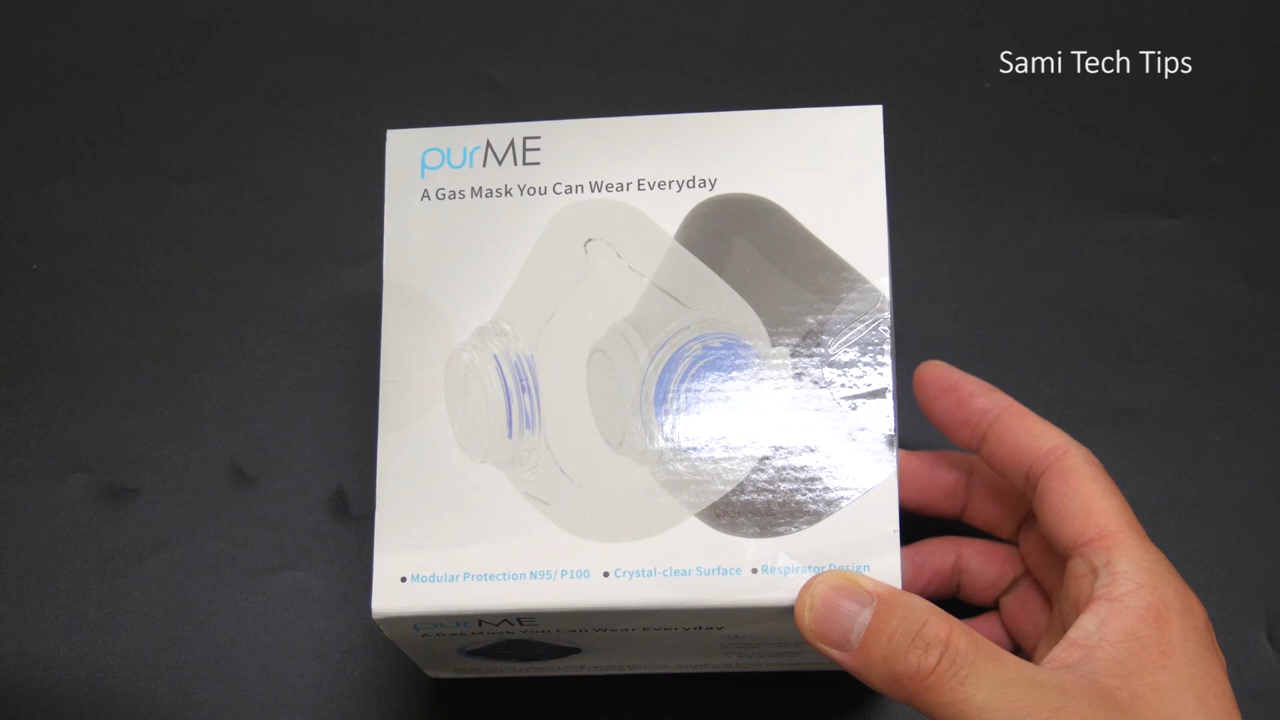 Sami Tech Tips
purME
A Gas Mask You Can Wear Everyday
• Modular Protection N95/ P100 • Crystal-clear Surface • Respirator Design
purME
A Gas Mask You Can Wear Everyday